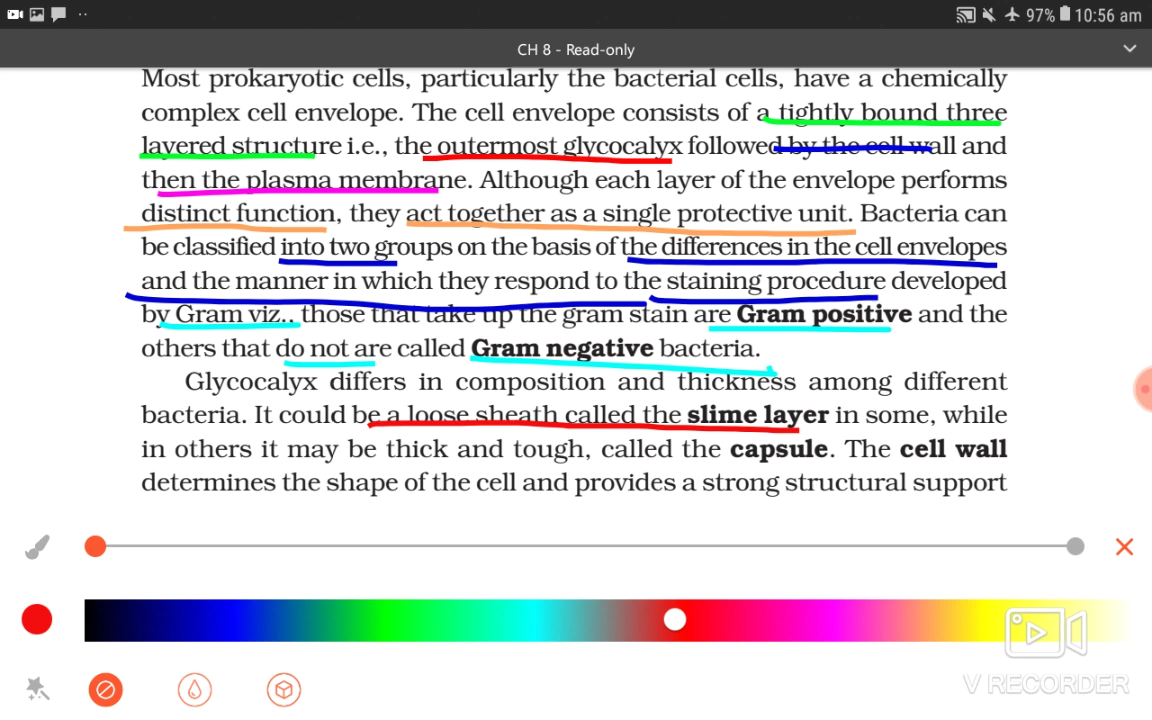 97% 10:56 am
CH 8 - Read-only
Most prokaryotic cells, particularly the bacterial cells, have a chemically
complex cell envelope. The cell envelope consists of a tightly bound three
layered structure i.e., the outermost glycocalyx followed by the cell wall and
then the plasma membrane. Although each layer of the envelope performs
distinct function, they act together as a single protective unit. Bacteria can
be classified into two groups on the basis of the differences in the cell envelopes
and the manner in which they respond to the staining procedure developed
by Gram viz.. those that take up the gram stain are Gram positive and the
others that do not are called Gram negative bacteria.
Glycocalyx differs in composition and thickness among different
bacteria. It could be a loose sheath called the slime layer in some, while
in others it may be thick and tough, called the capsule. The cell wall
determines the shape of the cell and provides a strong structural support
V RECORDER